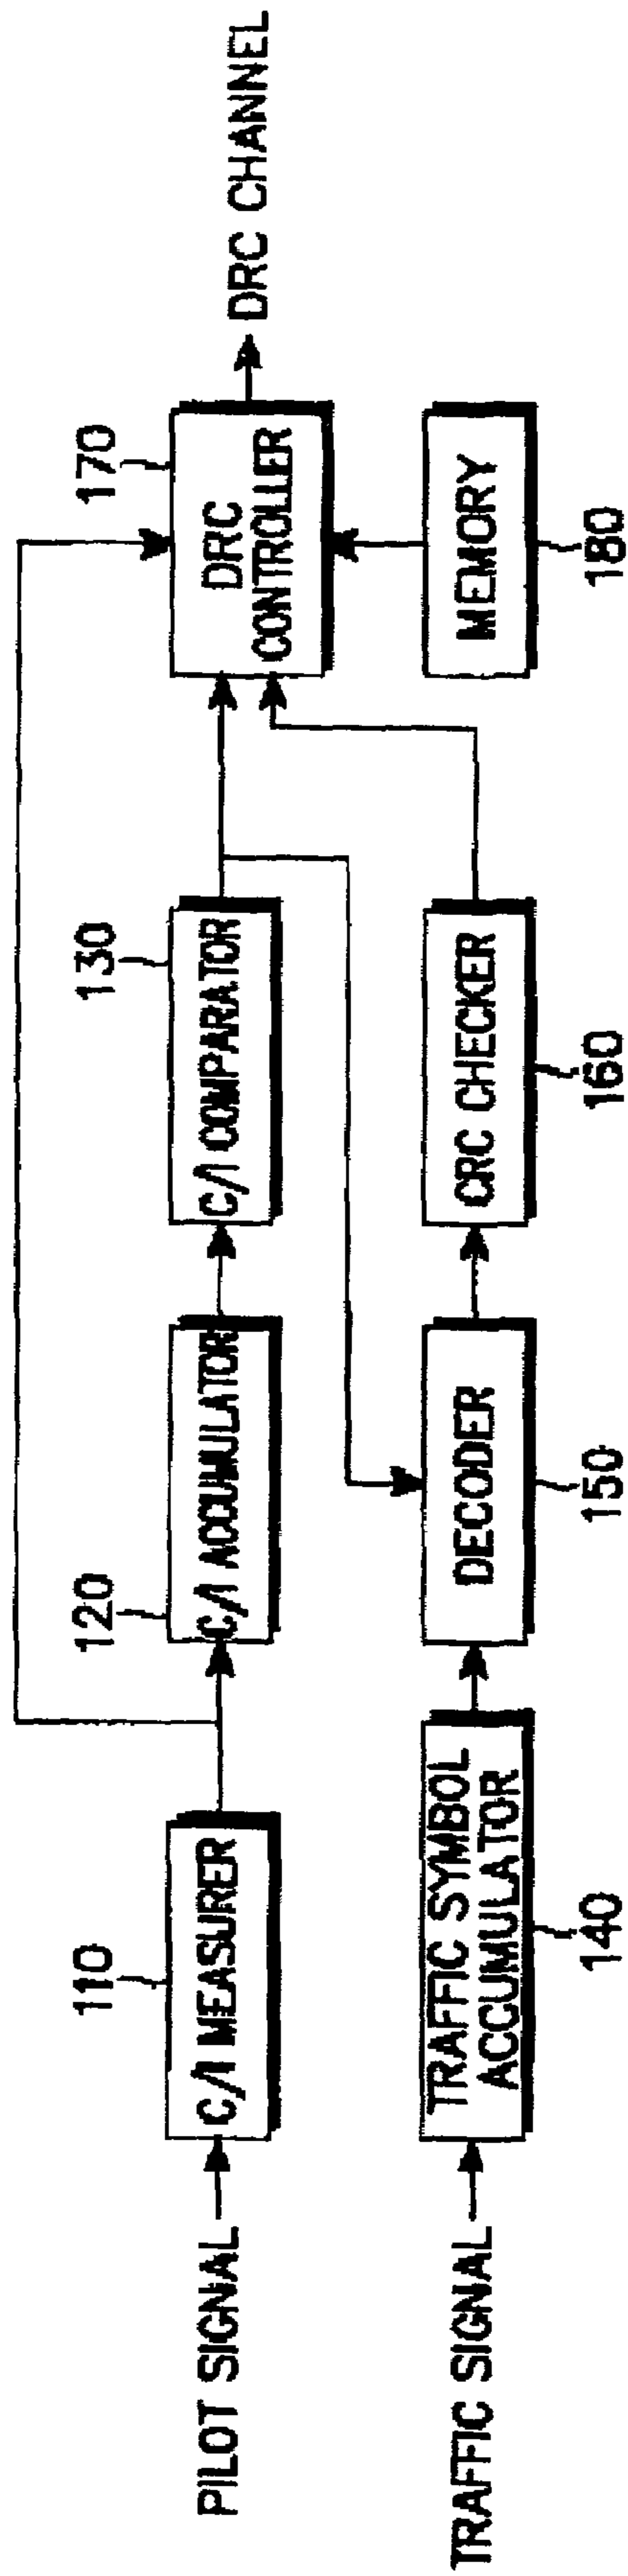 PILOT SIGNAL
110
C/I MEASURER
120
C/I ACCUMULATOR
130
C/I COMPARATOR
170
DRC
CONTROLLER
DRC CHANNEL
TRAFFIC SIGNAL
TRAFFIC SYMBOL
ACCUMULATOR
140
DECODER
150
CRC CHECKER
160
MEMORY
180